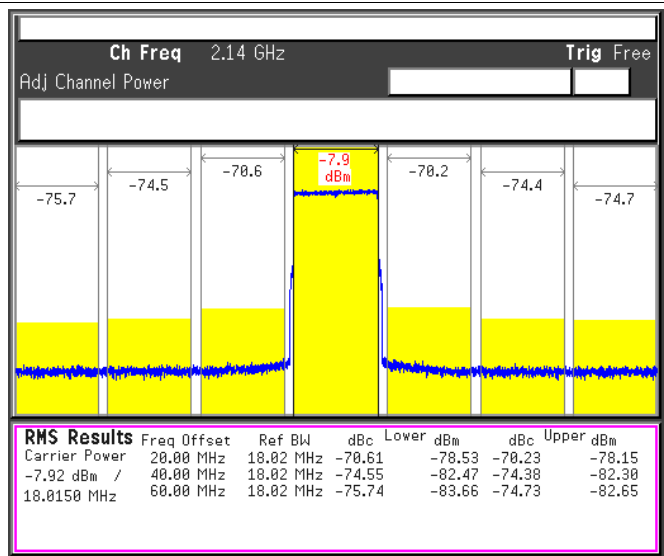 Ch Freq 2.14 GHz Trig Free
Adj Channel Power
-75.7 -74.5 -70.6 -7.9 dBm -70.2 -74.4 -74.7
RMS Results Freq Offset Ref BW dBc Lower dBm dBc Upper dBm
Carrier Power 20.00 MHz 18.02 MHz -70.61 -78.53 -70.23 -78.15
-7.92 dBm / 40.00 MHz 18.02 MHz -74.55 -82.47 -74.38 -82.30
18.0150 MHz 60.00 MHz 18.02 MHz -75.74 -83.66 -74.73 -82.65